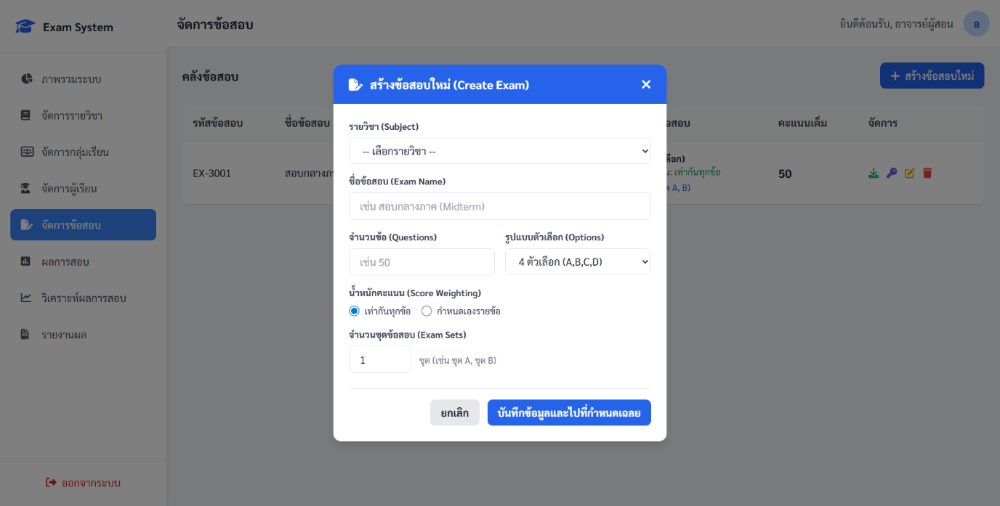 Exam System
จัดการข้อสอบ
ยินดีต้อนรับ, อาจารย์ผู้สอน
อ
ภาพรวมระบบ
จัดการรายวิชา
จัดการกลุ่มเรียน
จัดการผู้เรียน
จัดการข้อสอบ
ผลการสอบ
วิเคราะห์ผลการสอบ
รายงานผล
ออกจากระบบ
คลังข้อสอบ
+ สร้างข้อสอบใหม่
รหัสข้อสอบ
ชื่อข้อสอบ
คะแนนเต็ม
จัดการ
EX-3001
สอบกลางภา
: เท่ากันทุกข้อ
A, B)
50
สร้างข้อสอบใหม่ (Create Exam)
รายวิชา (Subject)
-- เลือกรายวิชา --
ชื่อข้อสอบ (Exam Name)
เช่น สอบกลางภาค (Midterm)
จำนวนข้อ (Questions)
รูปแบบตัวเลือก (Options)
เช่น 50
4 ตัวเลือก (A,B,C,D)
น้ำหนักคะแนน (Score Weighting)
เท่ากันทุกข้อ
กำหนดเองรายข้อ
จำนวนชุดข้อสอบ (Exam Sets)
1
ชุด (เช่น ชุด A, ชุด B)
ยกเลิก
บันทึกข้อมูลและไปที่กำหนดเฉลย